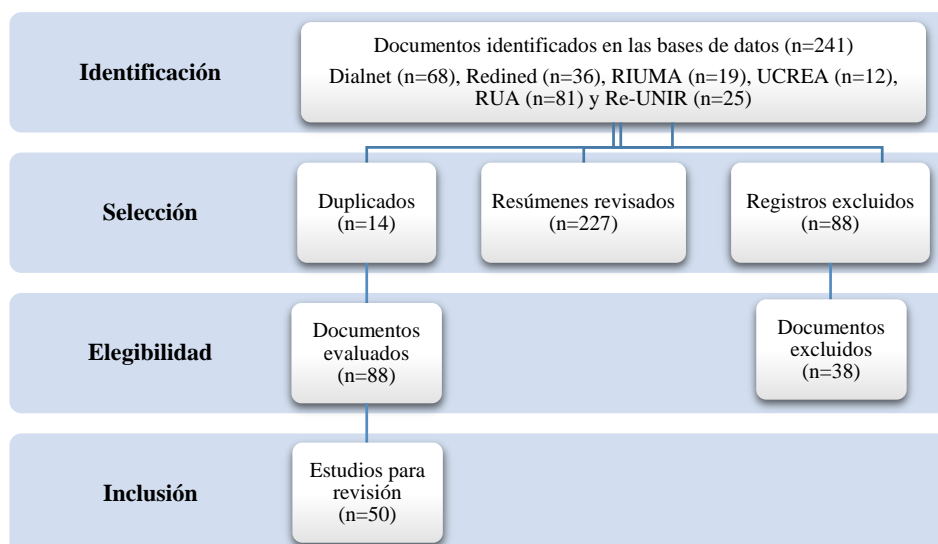 Identificación
Documentos identificados en las bases de datos (n=241)
Dialnet (n=68), Redined (n=36), RIUMA (n=19), UCREA (n=12),
RUA (n=81) y Re-UNIR (n=25)
Selección
Duplicados
(n=14)
Resúmenes revisados
(n=227)
Registros excluidos
(n=88)
Elegibilidad
Documentos
evaluados
(n=88)
Documentos
excluidos
(n=38)
Inclusión
Estudios para
revisión
(n=50)